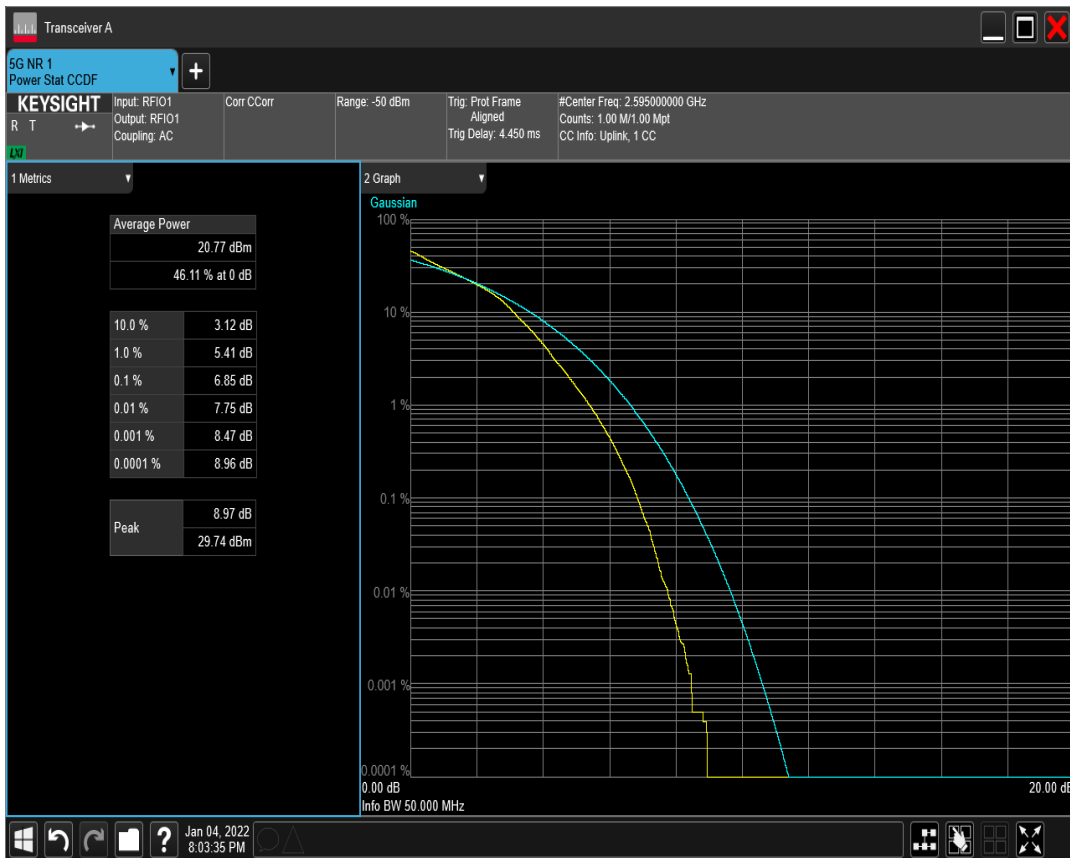 Transceiver A
5G NR 1
Power Stat CCDF
KEYSIGHT
R T
LXI
Input: RFIO1
Output: RFIO1
Coupling: AC
Corr CCorr
Range: -50 dBm
Trig: Prot Frame
Aligned
Trig Delay: 4.450 ms
#Center Freq: 2.595000000 GHz
Counts: 1.00 M/1.00 Mpt
CC Info: Uplink, 1 CC
1 Metrics
Average Power
20.77 dBm
46.11 % at 0 dB
10.0 % 3.12 dB
1.0 % 5.41 dB
0.1 % 6.85 dB
0.01 % 7.75 dB
0.001 % 8.47 dB
0.0001 % 8.96 dB
Peak
8.97 dB
29.74 dBm
2 Graph
Gaussian
100 %
10 %
1 %
0.1 %
0.01 %
0.001 %
0.0001 %
0.00 dB 20.00 dB
Info BW 50.000 MHz
Jan 04, 2022
8:03:35 PM